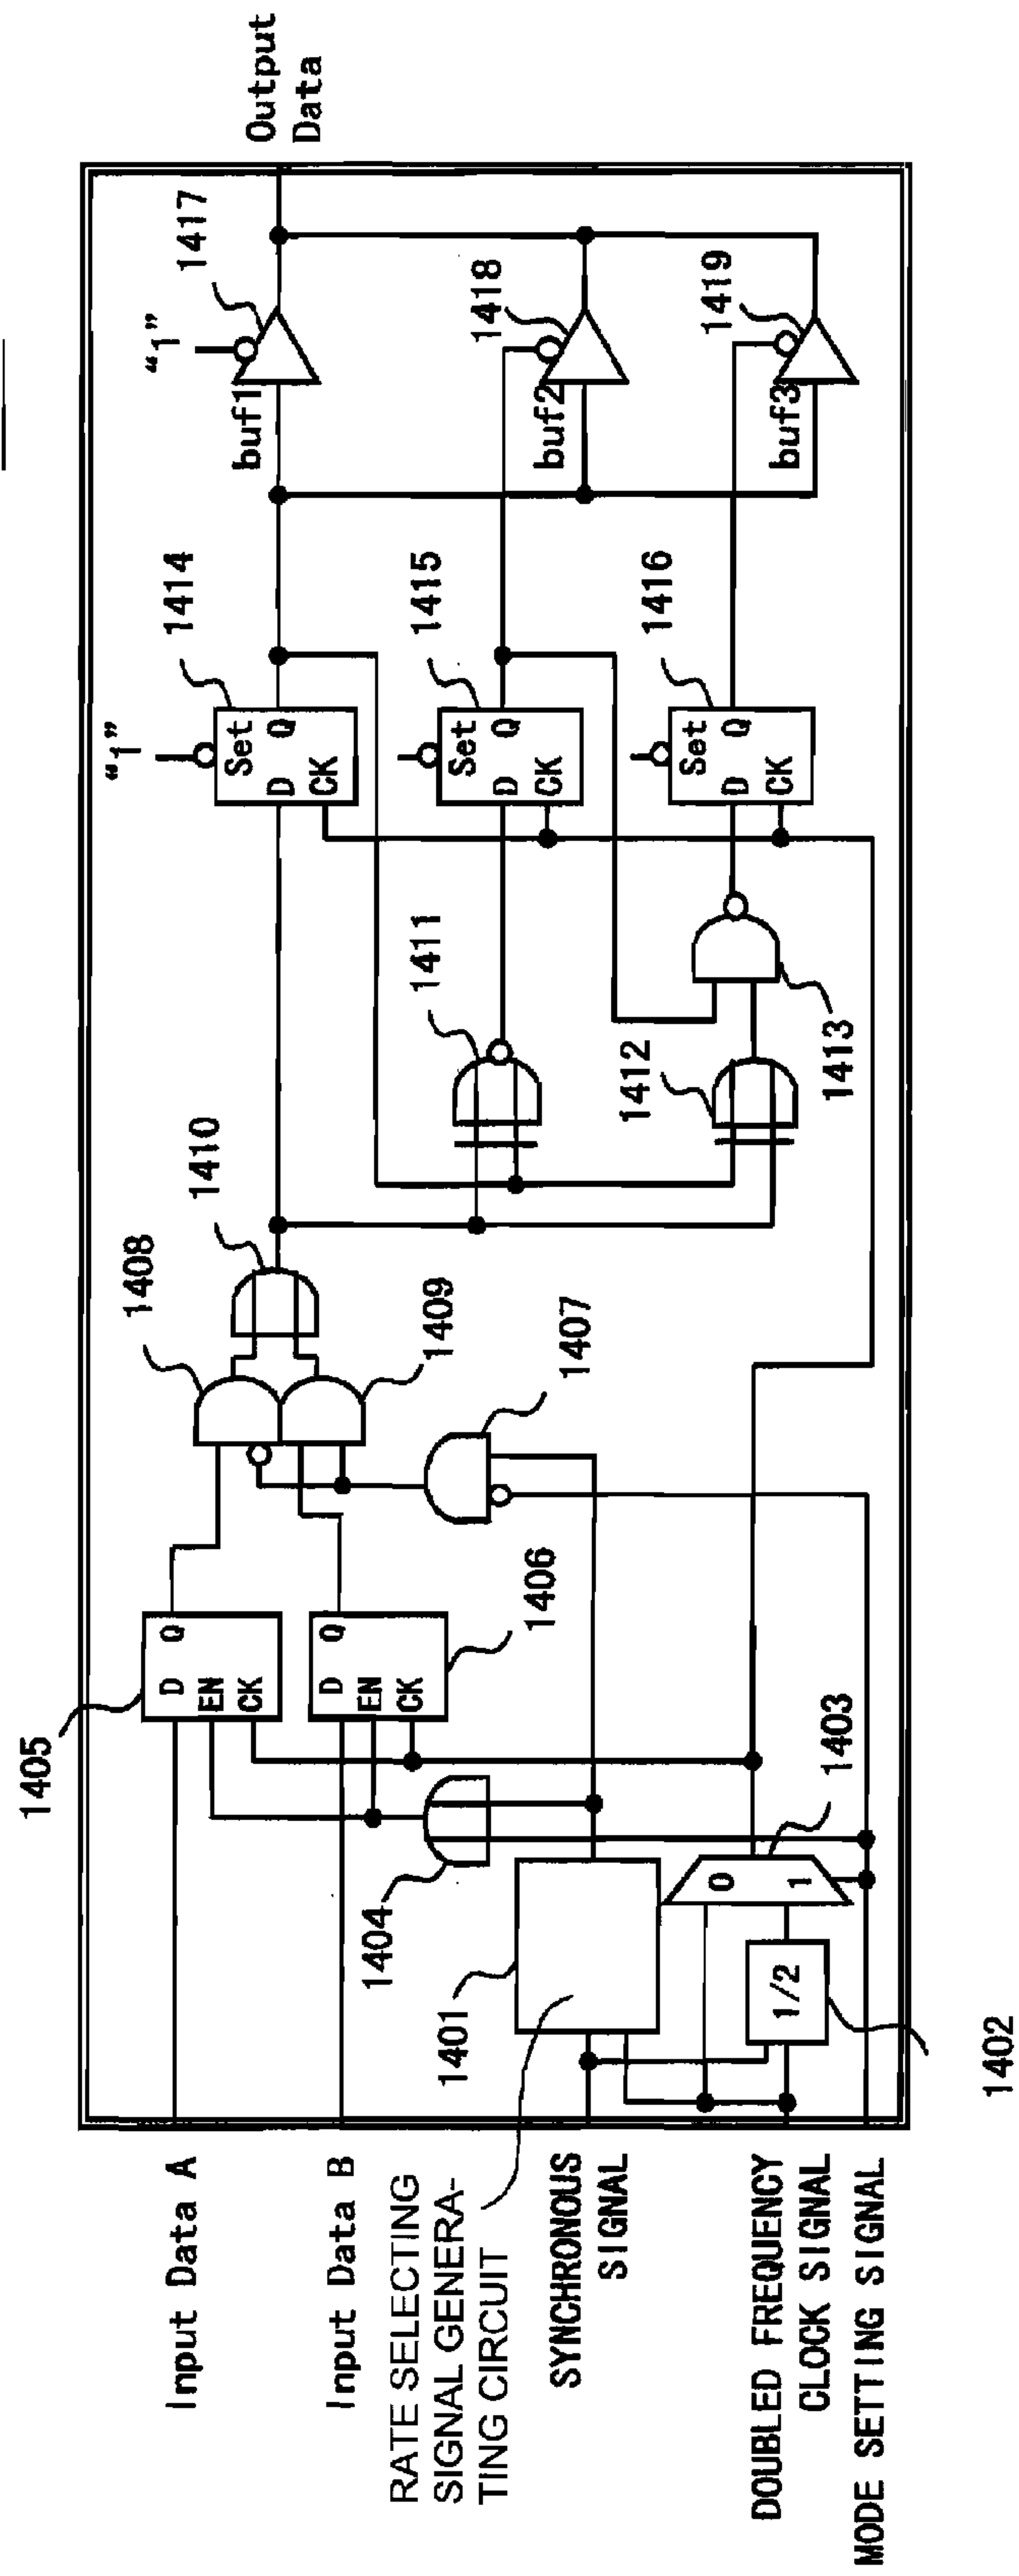 Output
Data
1417
"1"
buf1
1418
buf2
1419
buf3
1414
"1"
Set
D Q
CK
1415
Set
D Q
CK
1416
Set
D Q
CK
1411
1412
1413
1410
1408
1409
1407
1405
D Q
EN
CK
1406
D Q
EN
CK
1404
1403
0
1
1401
1/2
1402
Input Data A
Input Data B
RATE SELECTING
SIGNAL GENERA-
TING CIRCUIT
SYNCHRONOUS
SIGNAL
DOUBLED FREQUENCY
CLOCK SIGNAL
MODE SETTING SIGNAL